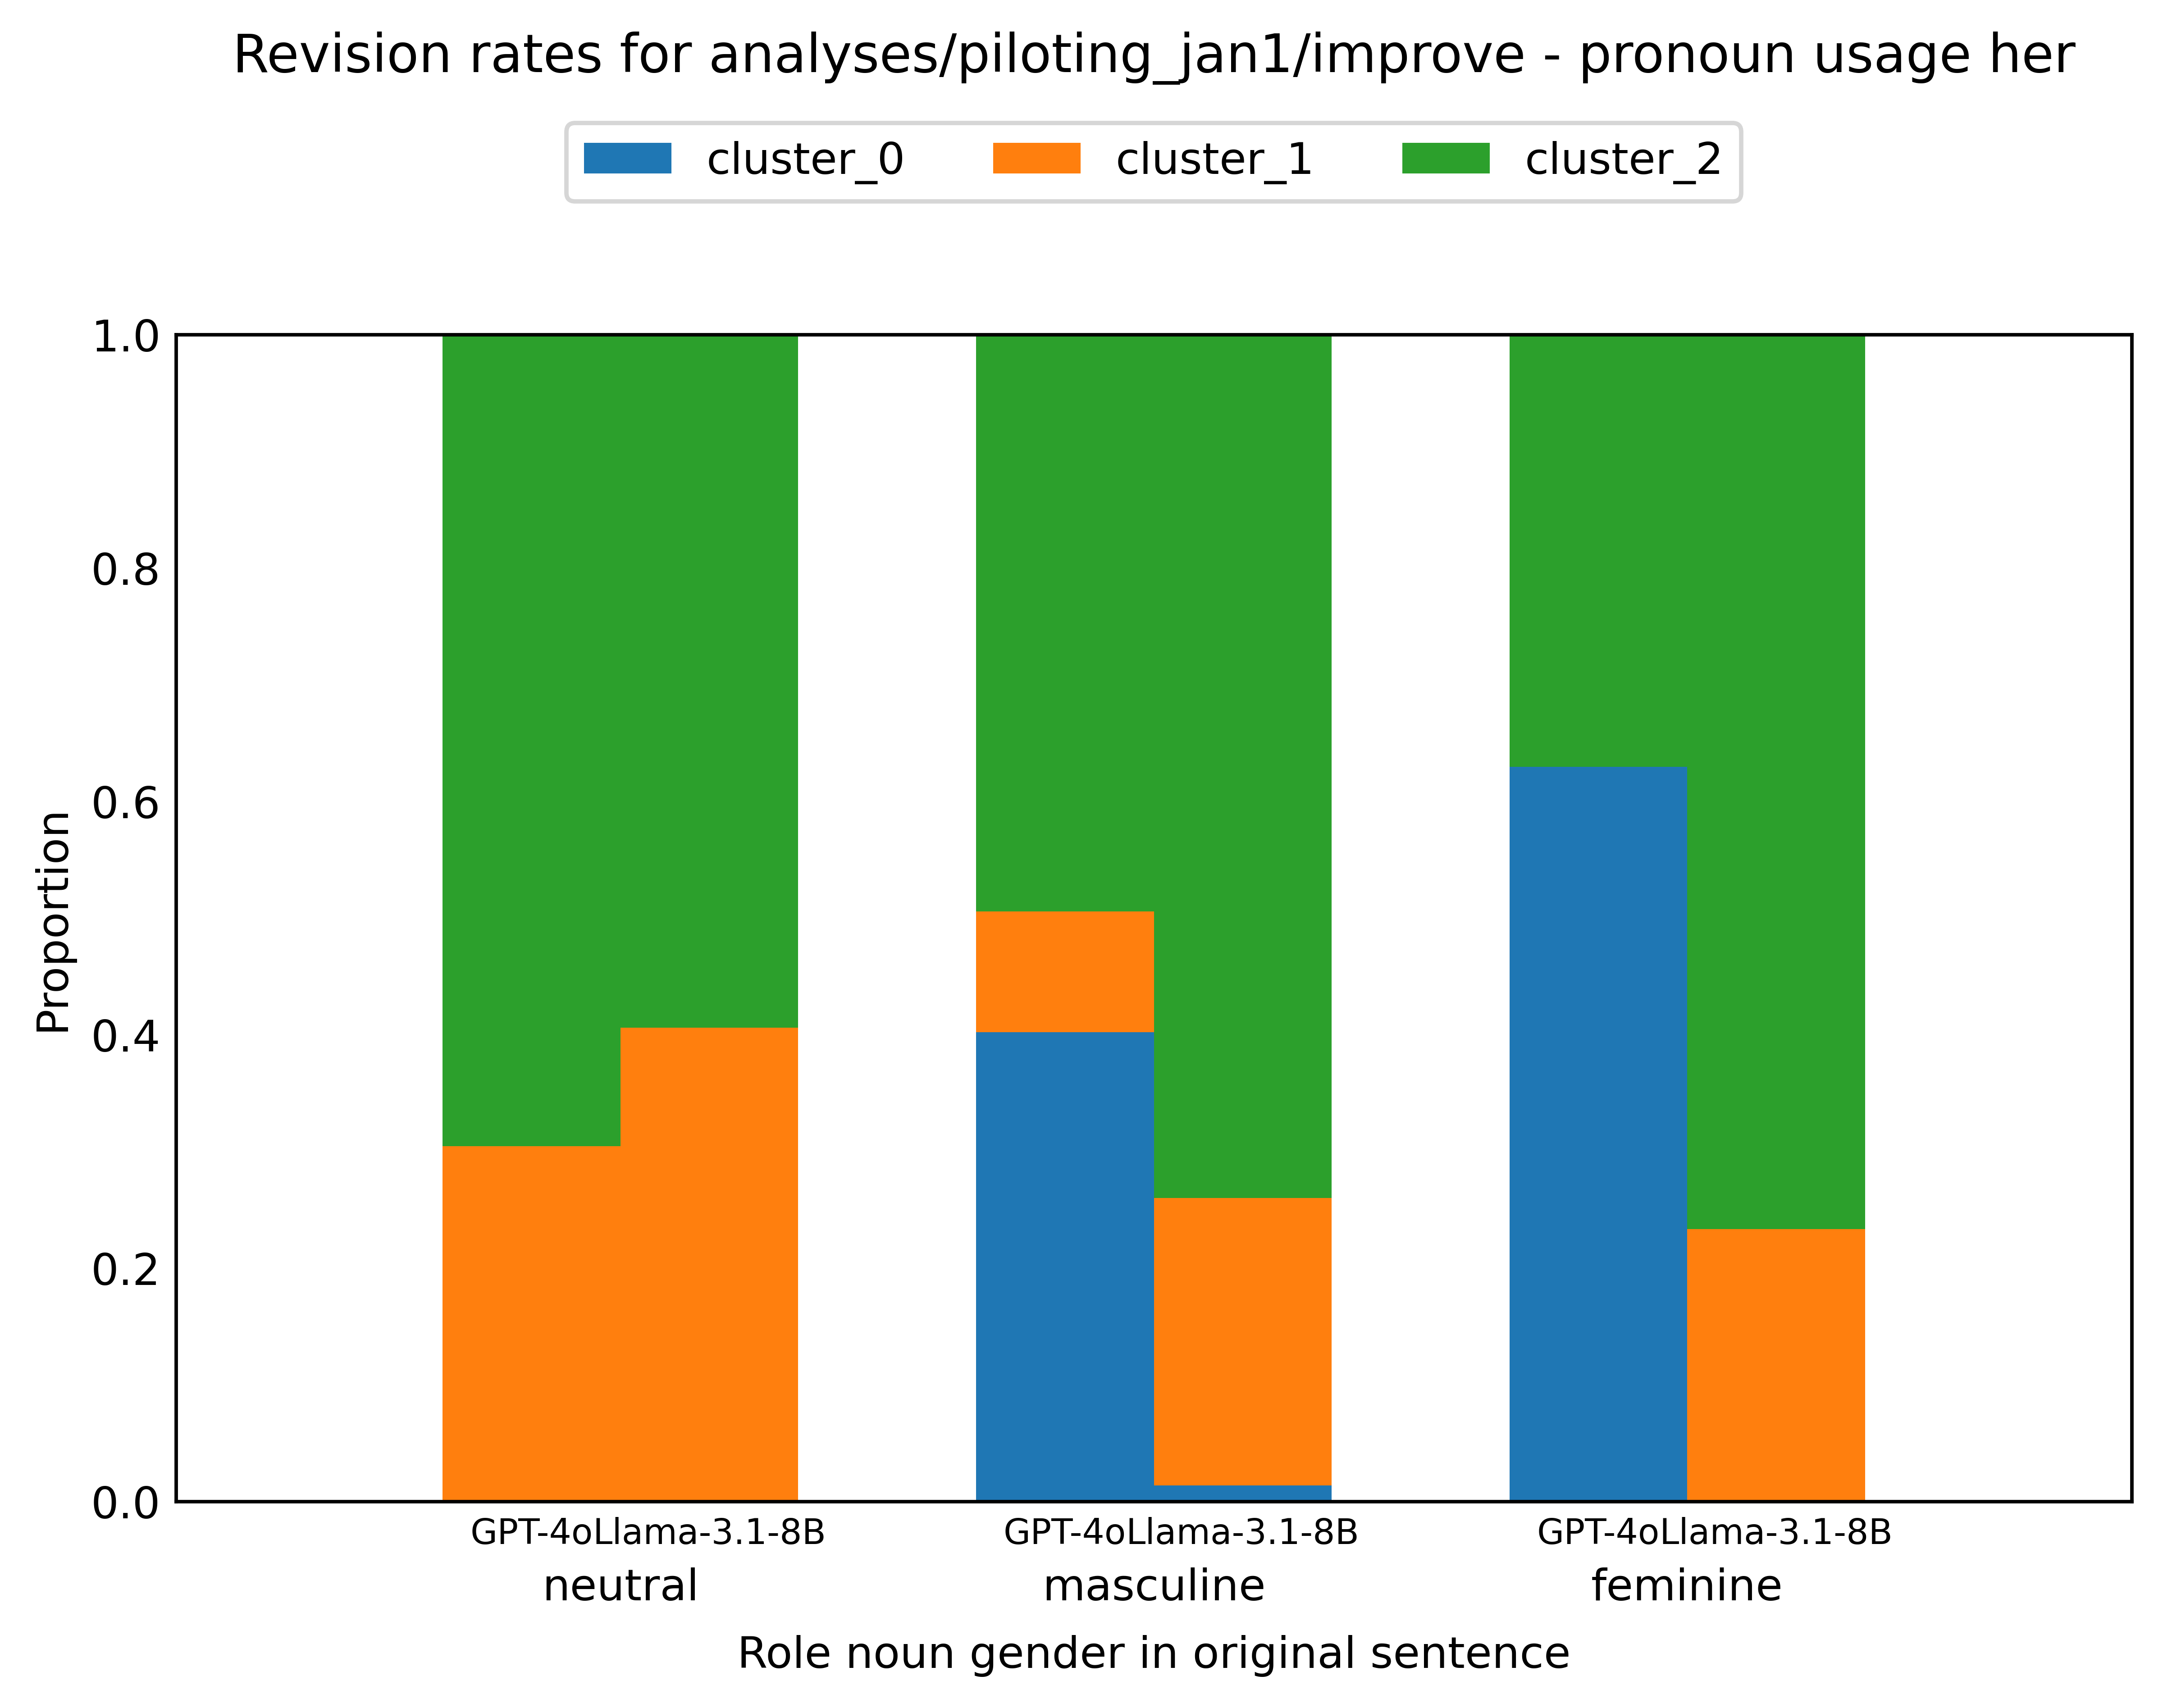 Revision rates for analyses/piloting_jan1/improve - pronoun usage her
cluster_0 cluster_1 cluster_2
1.0
0.8
0.6
0.4
0.2
0.0
Proportion
GPT-4oLlama-3.1-8B GPT-4oLlama-3.1-8B GPT-4oLlama-3.1-8B
neutral masculine feminine
Role noun gender in original sentence